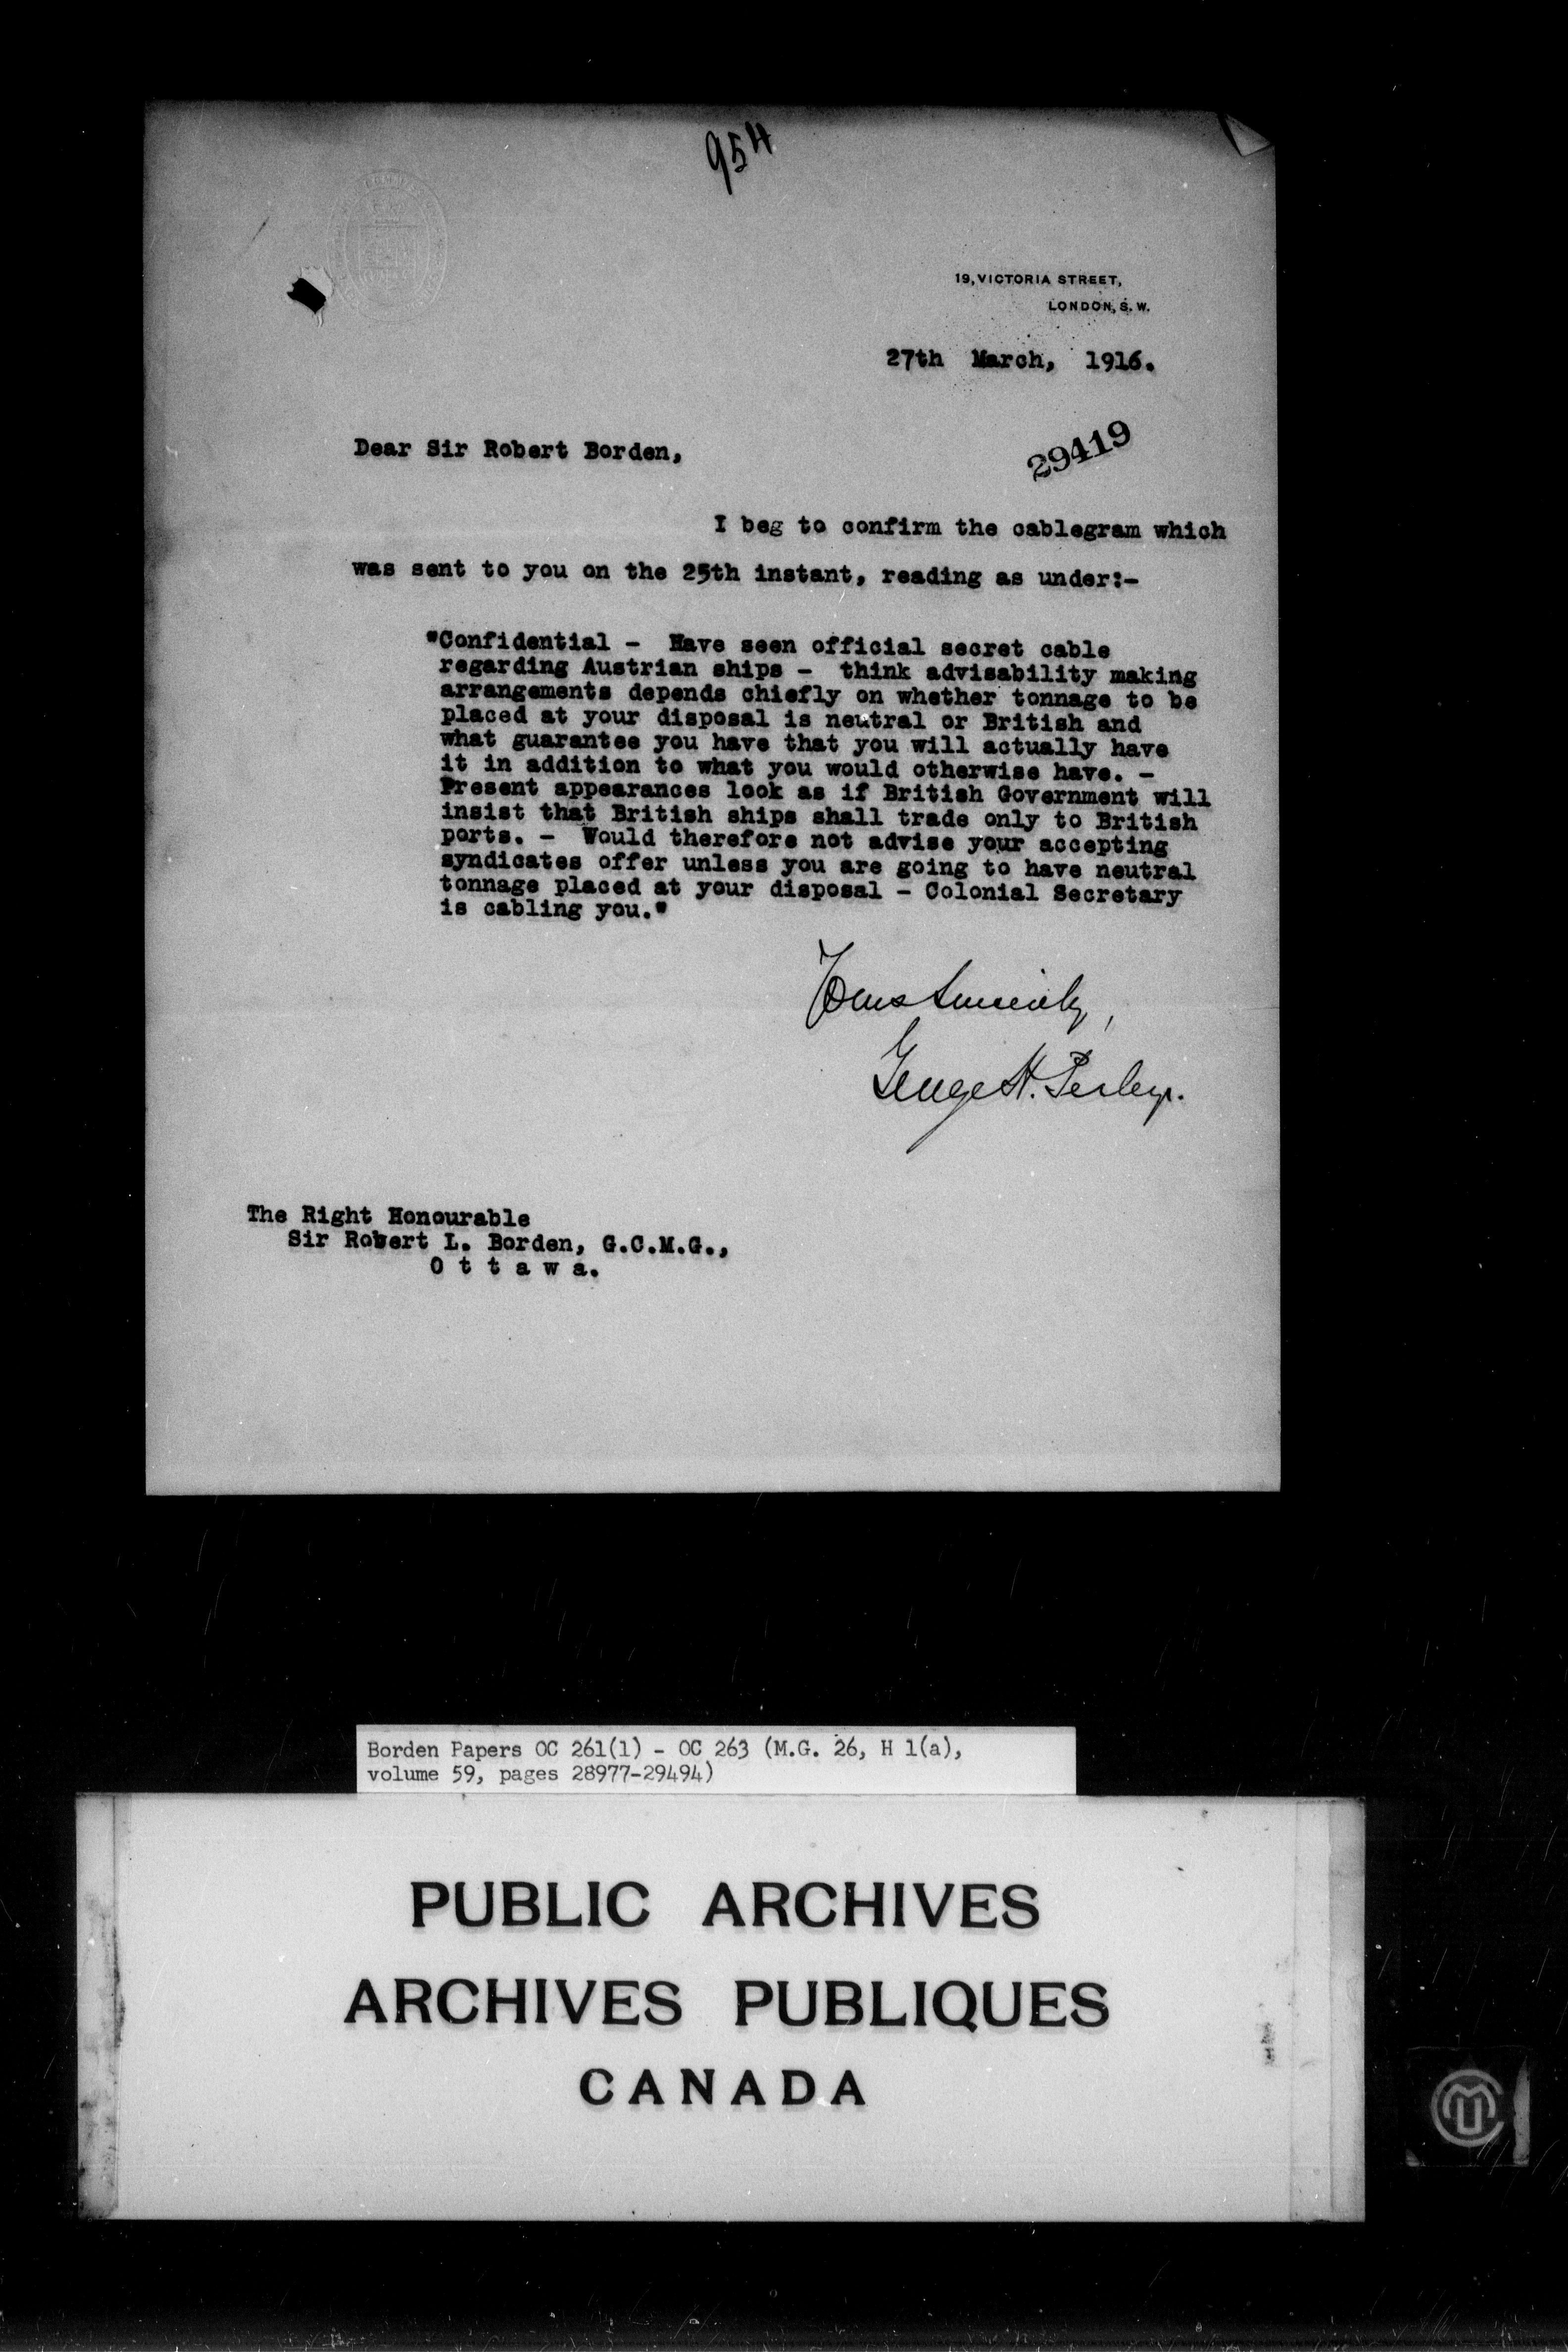 954
19, VICTORIA STREET,
LONDON, S. W.
27th March, 1916.
29419
Dear Sir Robert Borden,
I beg to confirm the cablegram which
was sent to you on the 25th instant, reading as under:-
"Confidential - Have seen official secret cable
regarding Austrian ships - think advisability making
arrangements depends chiefly on whether tonnage to be
placed at your disposal is neutral or British and
what guarantee you have that you will actually have
it in addition to what you would otherwise have. -
Present appearances look as if British Government will
insist that British ships shall trade only to British
ports. - Would therefore not advise your accepting
syndicates offer unless you are going to have neutral
tonnage placed at your disposal - Colonial Secretary
is cabling you."
Yours Sincerely,
George H. Perley.
The Right Honourable
Sir Robert L. Borden, G.C.M.G.,
O t t a w a.
Borden Papers OC 261(1) - OC 263 (M.G. 26, H 1(a),
volume 59, pages 28977-29494)
PUBLIC ARCHIVES
ARCHIVES PUBLIQUES
CANADA